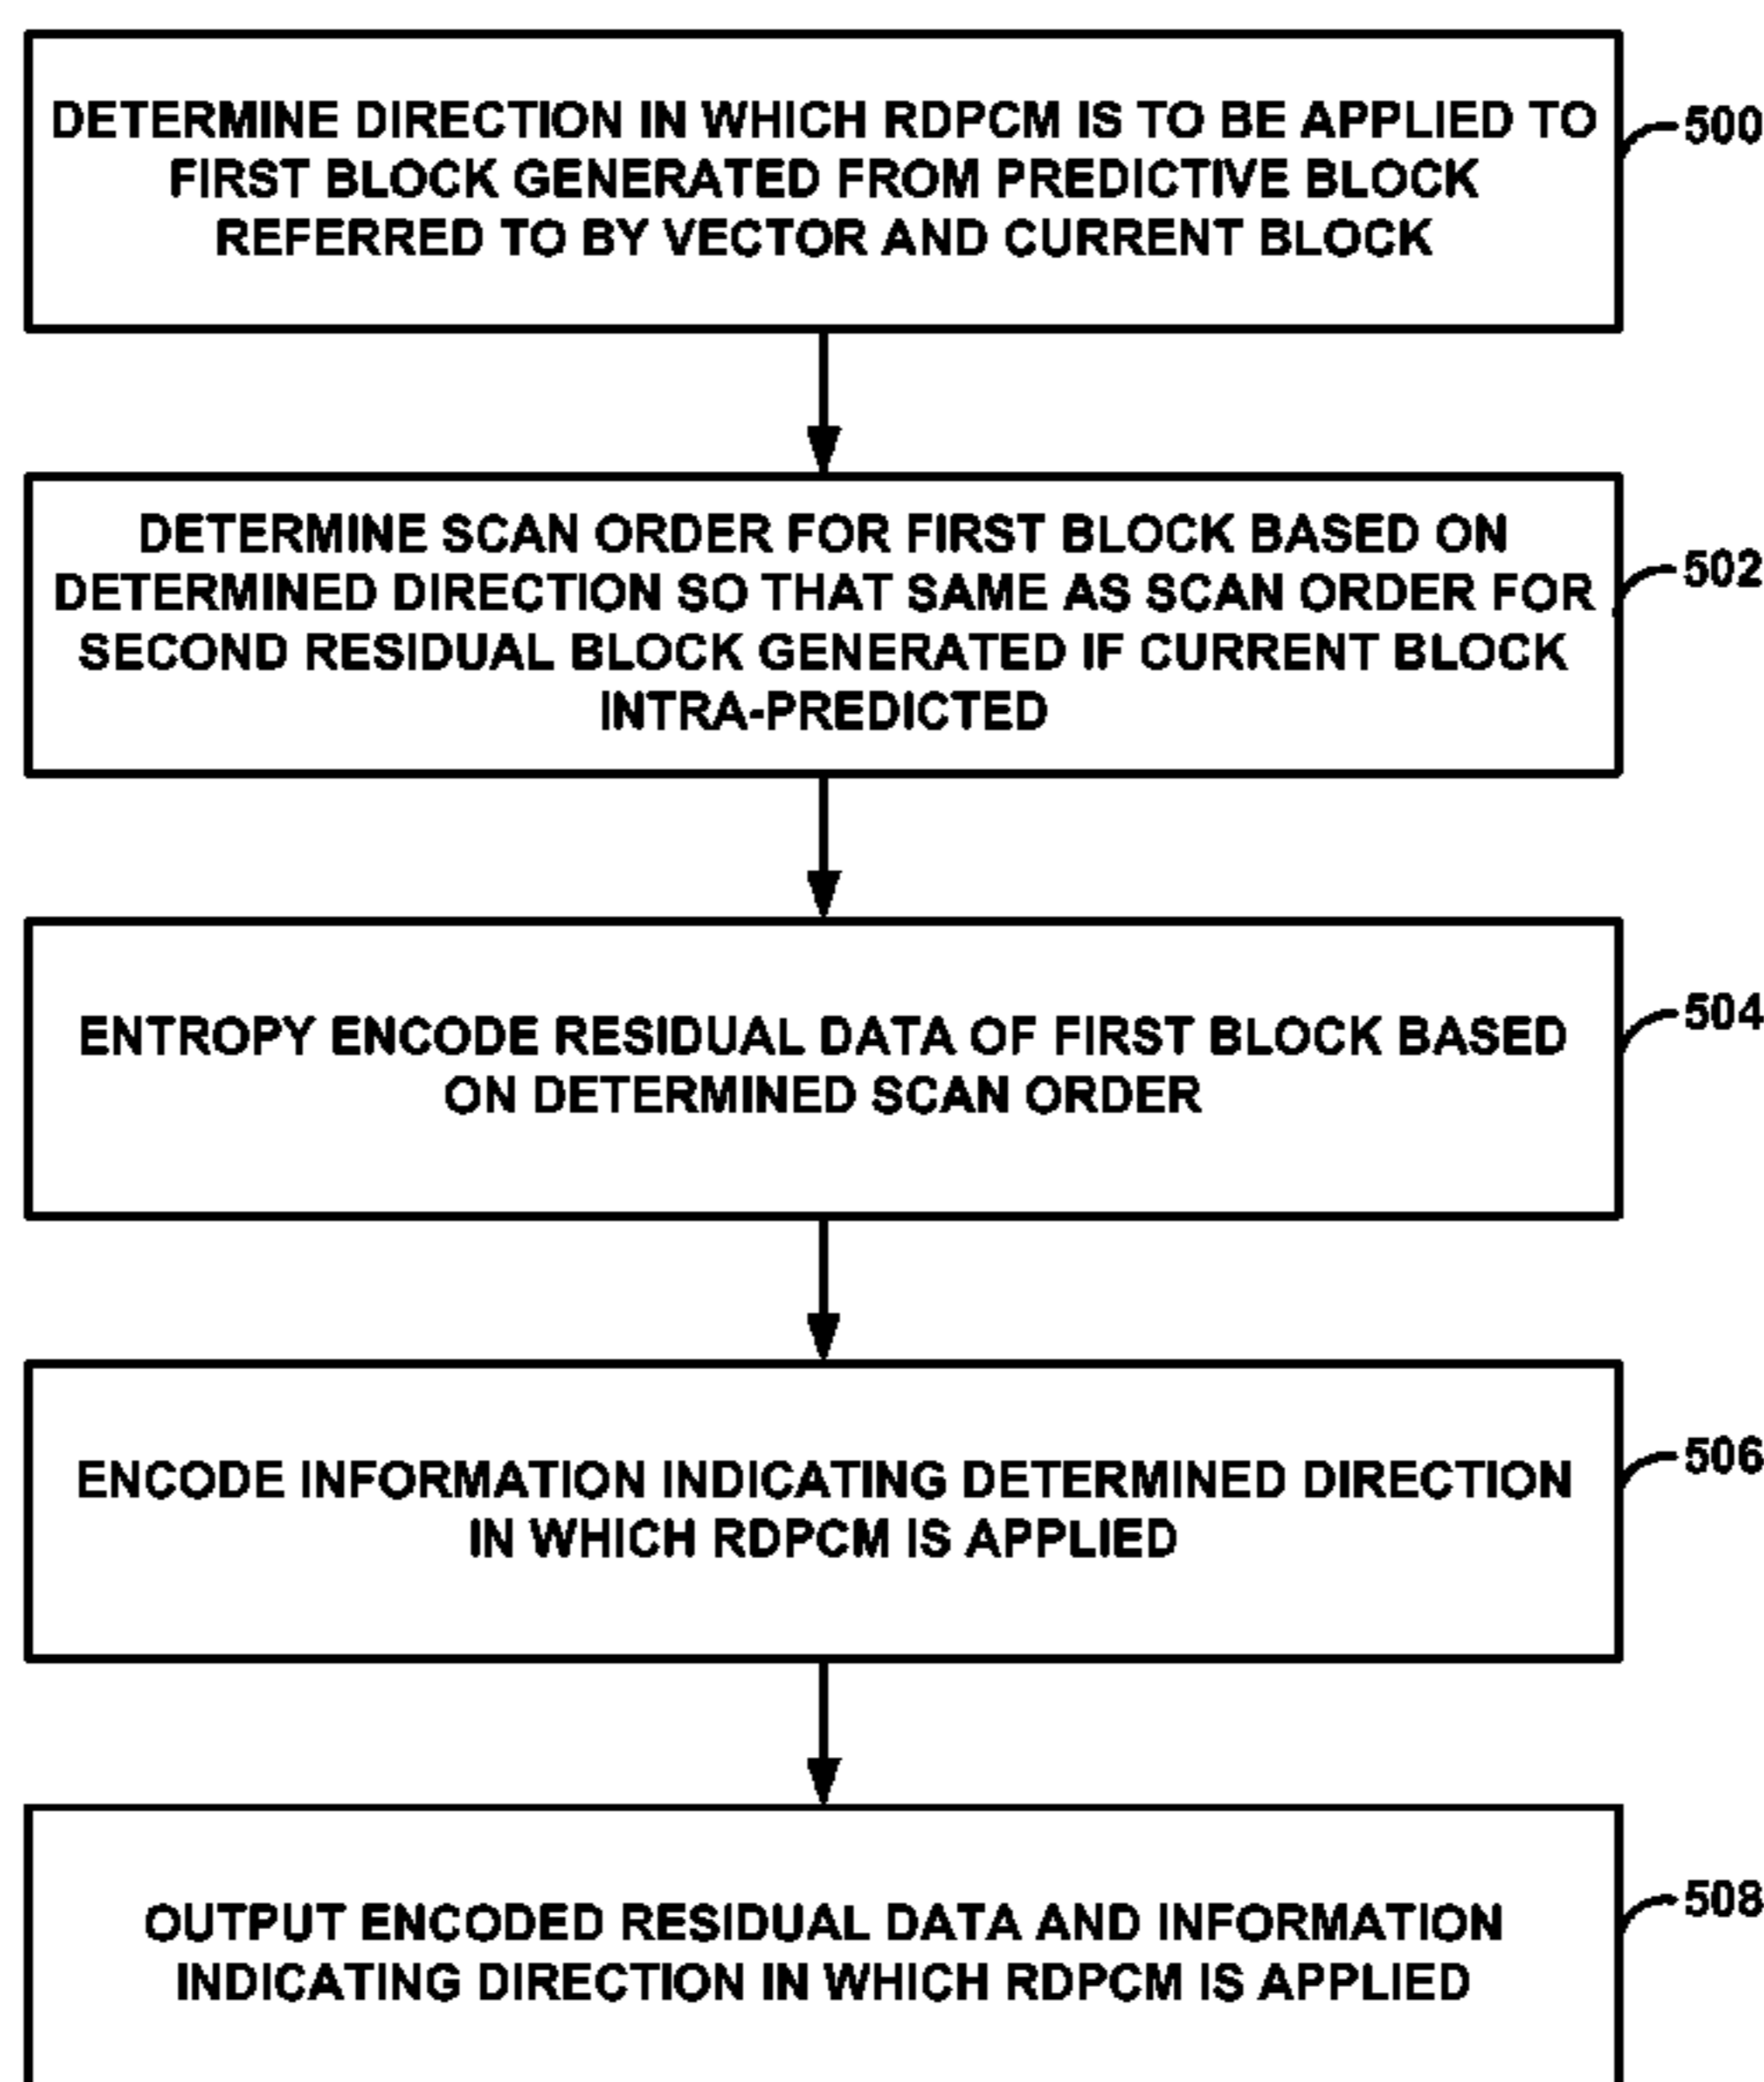 DETERMINE DIRECTION IN WHICH RDPCM IS TO BE APPLIED TO
FIRST BLOCK GENERATED FROM PREDICTIVE BLOCK
REFERRED TO BY VECTOR AND CURRENT BLOCK
500
DETERMINE SCAN ORDER FOR FIRST BLOCK BASED ON
DETERMINED DIRECTION SO THAT SAME AS SCAN ORDER FOR
SECOND RESIDUAL BLOCK GENERATED IF CURRENT BLOCK
INTRA-PREDICTED
502
ENTROPY ENCODE RESIDUAL DATA OF FIRST BLOCK BASED
ON DETERMINED SCAN ORDER
504
ENCODE INFORMATION INDICATING DETERMINED DIRECTION
IN WHICH RDPCM IS APPLIED
506
OUTPUT ENCODED RESIDUAL DATA AND INFORMATION
INDICATING DIRECTION IN WHICH RDPCM IS APPLIED
508